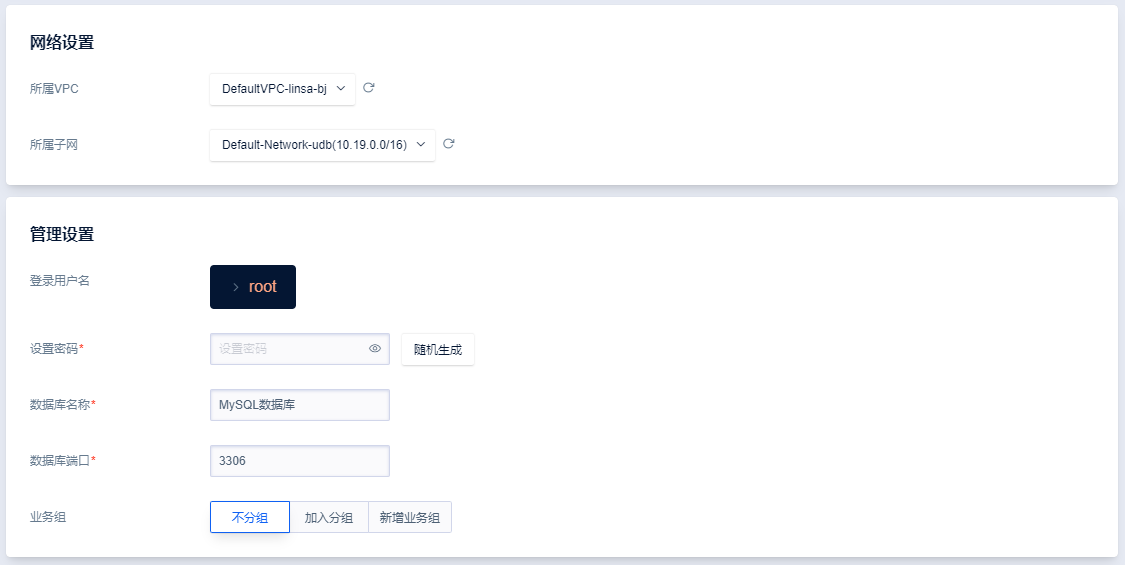 网络设置
所属VPC
DefaultVPC-linsa-bj
所属子网
Default-Network-udb(10.19.0.0/16)
管理设置
登录用户名
root
设置密码*
设置密码
随机生成
数据库名称*
MySQL数据库
数据库端口*
3306
业务组
不分组
加入分组
新增业务组